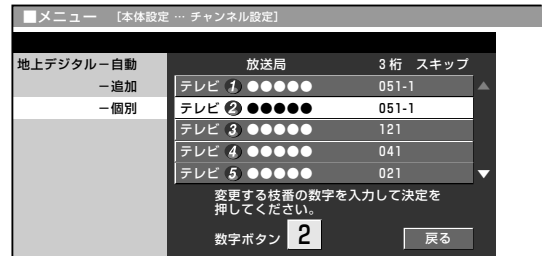 ■メニュー [本体設定 … チャンネル設定]
地上デジタル－自動 放送局 3桁 スキップ
－追加 テレビ 1 ●●●●● 051-1
－個別 テレビ 2 ●●●●● 051-1
テレビ 3 ●●●●● 121
テレビ 4 ●●●●● 041
テレビ 5 ●●●●● 021
変更する枝番の数字を入力して決定を
押してください。
数字ボタン 2 戻る